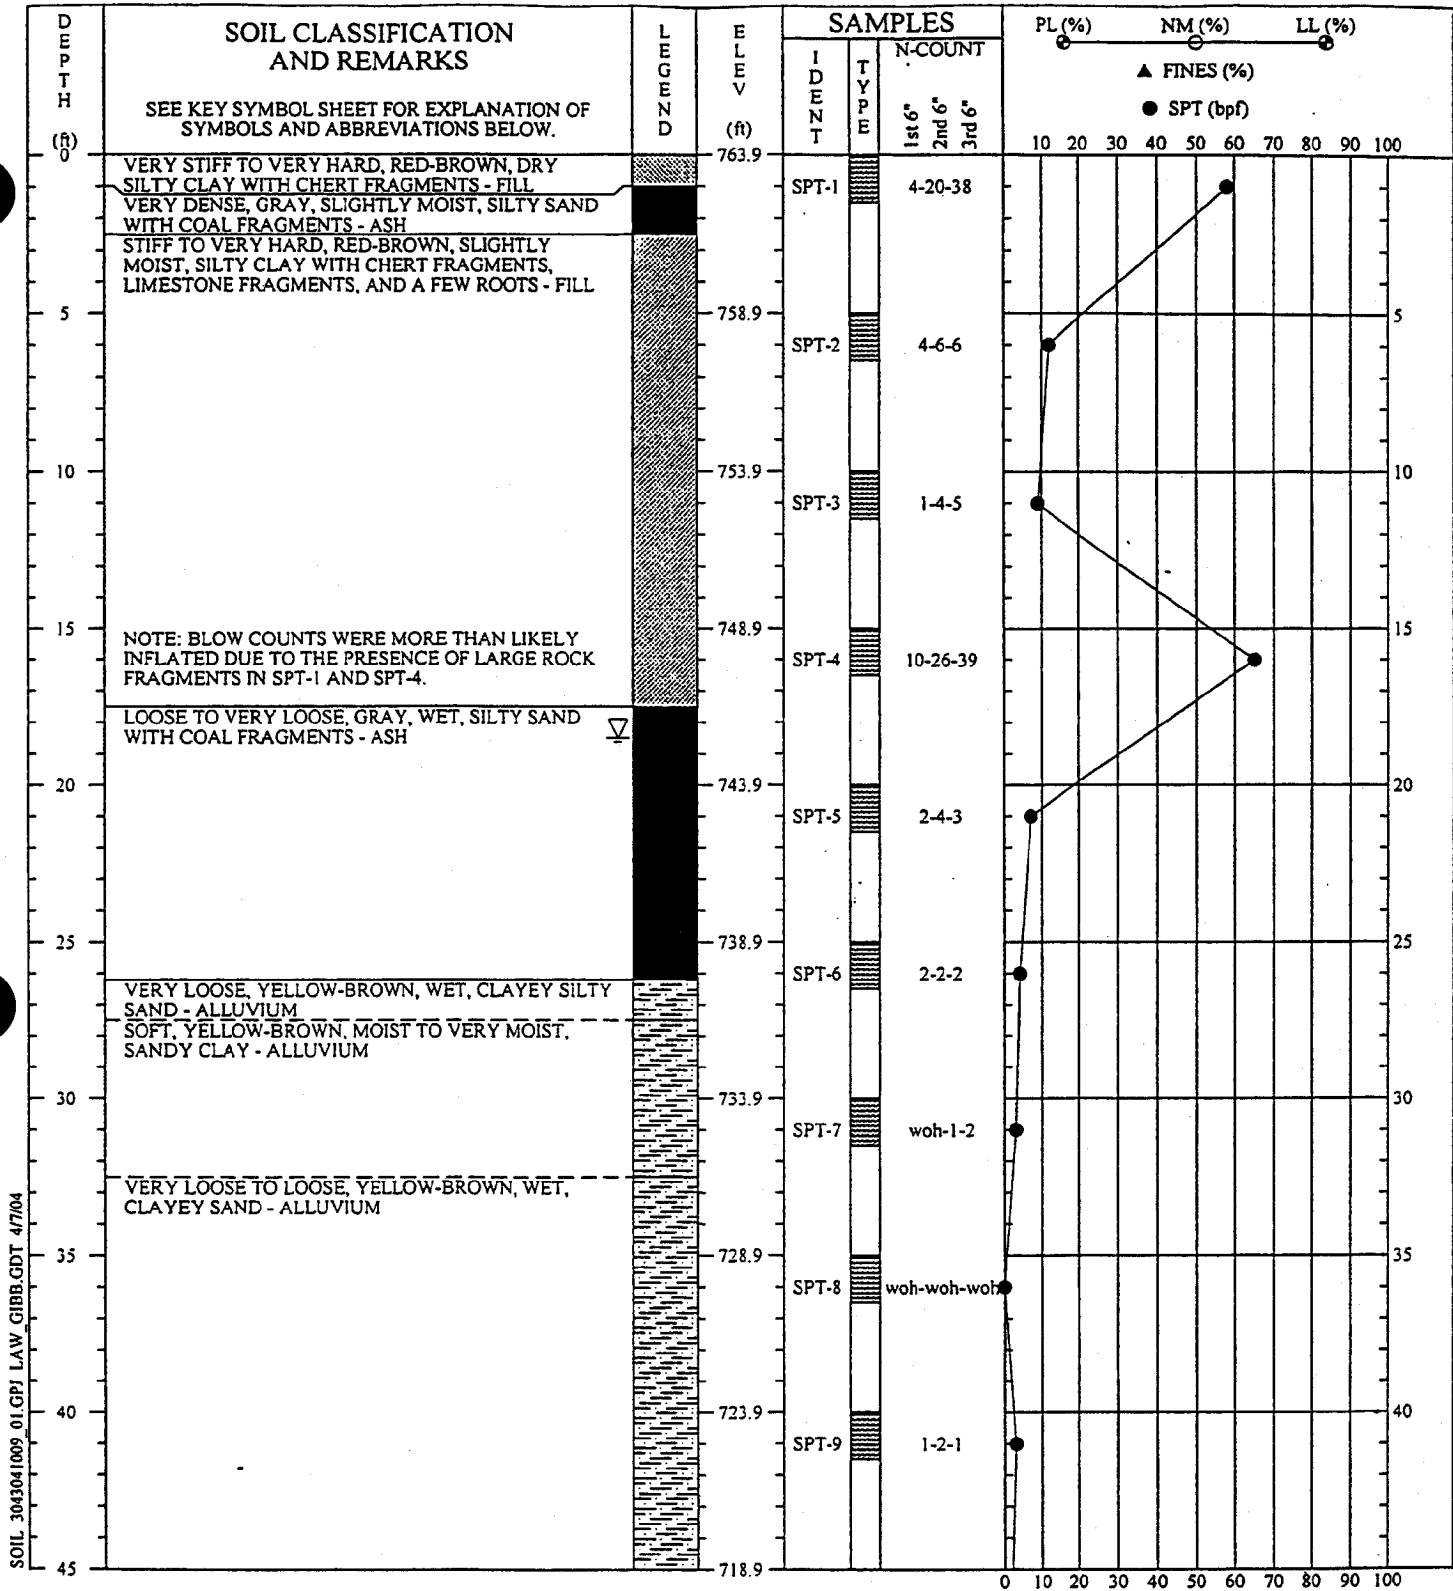 DEPTH
(ft)
SOIL CLASSIFICATION
AND REMARKS
SEE KEY SYMBOL SHEET FOR EXPLANATION OF
SYMBOLS AND ABBREVIATIONS BELOW.
LEGEND
ELEV
(ft)
SAMPLES
IDENT
TYPE
N-COUNT
1st 6"
2nd 6"
3rd 6"
PL (%) NM (%) LL (%)
▲ FINES (%)
● SPT (bpf)
10 20 30 40 50 60 70 80 90 100
0 763.9
VERY STIFF TO VERY HARD, RED-BROWN, DRY
SILTY CLAY WITH CHERT FRAGMENTS - FILL
SPT-1 4-20-38
VERY DENSE, GRAY, SLIGHTLY MOIST, SILTY SAND
WITH COAL FRAGMENTS - ASH
STIFF TO VERY HARD, RED-BROWN, SLIGHTLY
MOIST, SILTY CLAY WITH CHERT FRAGMENTS,
LIMESTONE FRAGMENTS, AND A FEW ROOTS - FILL
5 758.9 5
SPT-2 4-6-6
10 753.9 10
SPT-3 1-4-5
15 748.9 15
NOTE: BLOW COUNTS WERE MORE THAN LIKELY
INFLATED DUE TO THE PRESENCE OF LARGE ROCK
FRAGMENTS IN SPT-1 AND SPT-4.
SPT-4 10-26-39
LOOSE TO VERY LOOSE, GRAY, WET, SILTY SAND
WITH COAL FRAGMENTS - ASH
20 743.9 20
SPT-5 2-4-3
25 738.9 25
SPT-6 2-2-2
VERY LOOSE, YELLOW-BROWN, WET, CLAYEY SILTY
SAND - ALLUVIUM
SOFT, YELLOW-BROWN, MOIST TO VERY MOIST,
SANDY CLAY - ALLUVIUM
30 733.9 30
SPT-7 woh-1-2
VERY LOOSE TO LOOSE, YELLOW-BROWN, WET,
CLAYEY SAND - ALLUVIUM
35 728.9 35
SPT-8 woh-woh-woh
40 723.9 40
SPT-9 1-2-1
45 718.9
0 10 20 30 40 50 60 70 80 90 100
SOIL 3043041009_01.GPJ LAW_GIBB.GDT 4/7/04